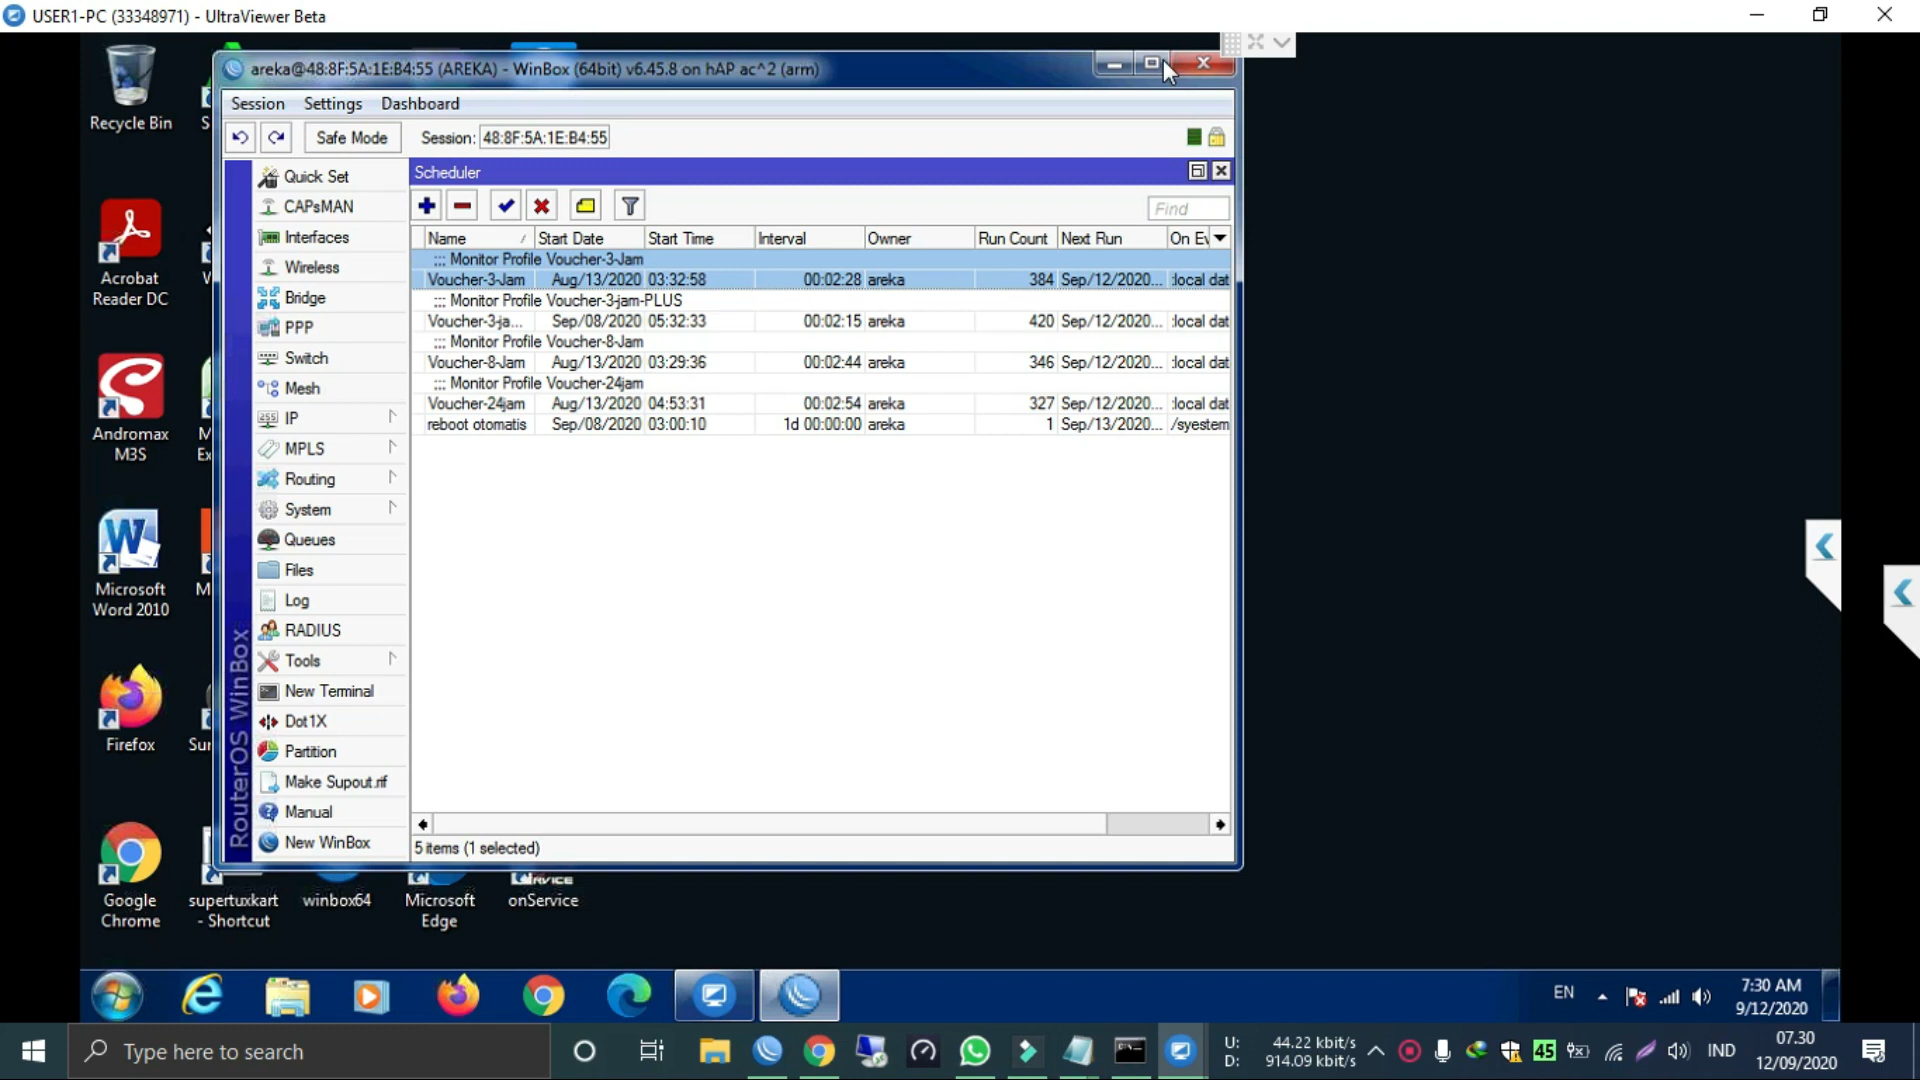 USER1-PC (33348971) - UltraViewer Beta
areka@48:8F:5A:1E:B4:55 (AREKA) - WinBox (64bit) v6.45.8 on hAP ac^2 (arm)
Session Settings Dashboard
Safe Mode Session: 48:8F:5A:1E:B4:55
Scheduler
Find
Name Start Date Start Time Interval Owner Run Count Next Run On Ev
::: Monitor Profile Voucher-3-Jam
Voucher-3-Jam Aug/13/2020 03:32:58 00:02:28 areka 384 Sep/12/2020... :local dat
::: Monitor Profile Voucher-3-jam-PLUS
Voucher-3-ja... Sep/08/2020 05:32:33 00:02:15 areka 420 Sep/12/2020... :local dat
::: Monitor Profile Voucher-8-Jam
Voucher-8-Jam Aug/13/2020 03:29:36 00:02:44 areka 346 Sep/12/2020... :local dat
::: Monitor Profile Voucher-24jam
Voucher-24jam Aug/13/2020 04:53:31 00:02:54 areka 327 Sep/12/2020... :local dat
reboot otomatis Sep/08/2020 03:00:10 1d 00:00:00 areka 1 Sep/13/2020... /syestem
5 items (1 selected)
Quick Set
CAPsMAN
Interfaces
Wireless
Bridge
PPP
Switch
Mesh
IP
MPLS
Routing
System
Queues
Files
Log
RADIUS
Tools
New Terminal
Dot1X
Partition
Make Supout.rif
Manual
New WinBox
RouterOS WinBox
Recycle Bin
Acrobat
Reader DC
Andromax
M3S
Microsoft
Word 2010
Firefox
Sur
Google
Chrome
supertuxkart
- Shortcut
winbox64
Microsoft
Edge
onService
EN
7:30 AM
9/12/2020
Type here to search
U: 44.22 kbit/s
D: 914.09 kbit/s
45
IND
07.30
12/09/2020